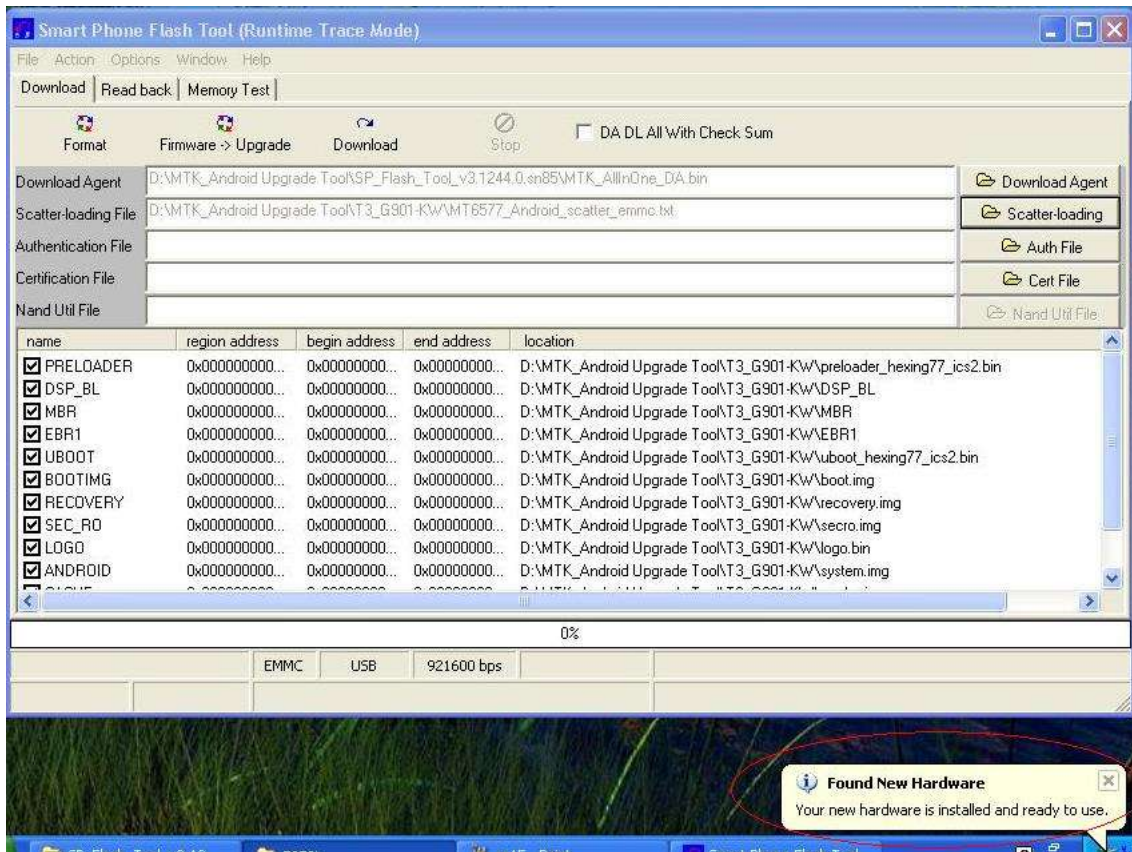 Smart Phone Flash Tool (Runtime Trace Mode)
File Action Options Window Help
Download Read back Memory Test
Format Firmware -> Upgrade Download Stop DA DL All With Check Sum
Download Agent D:\MTK_Android Upgrade Tool\SP_Flash_Tool_v3.1244.0.sn85\MTK_AllInOne_DA.bin Download Agent
Scatter-loading File D:\MTK_Android Upgrade Tool\T3_G901-KW\MT6577_Android_scatter_emmc.txt Scatter-loading
Authentication File Auth File
Certification File Cert File
Nand Util File Nand Util File
name region address begin address end address location
PRELOADER 0x000000000... 0x00000000... 0x00000000... D:\MTK_Android Upgrade Tool\T3_G901-KW\preloader_hexing77_ics2.bin
DSP_BL 0x000000000... 0x00000000... 0x00000000... D:\MTK_Android Upgrade Tool\T3_G901-KW\DSP_BL
MBR 0x000000000... 0x00000000... 0x00000000... D:\MTK_Android Upgrade Tool\T3_G901-KW\MBR
EBR1 0x000000000... 0x00000000... 0x00000000... D:\MTK_Android Upgrade Tool\T3_G901-KW\EBR1
UBOOT 0x000000000... 0x00000000... 0x00000000... D:\MTK_Android Upgrade Tool\T3_G901-KW\uboot_hexing77_ics2.bin
BOOTIMG 0x000000000... 0x00000000... 0x00000000... D:\MTK_Android Upgrade Tool\T3_G901-KW\boot.img
RECOVERY 0x000000000... 0x00000000... 0x00000000... D:\MTK_Android Upgrade Tool\T3_G901-KW\recovery.img
SEC_RO 0x000000000... 0x00000000... 0x00000000... D:\MTK_Android Upgrade Tool\T3_G901-KW\secro.img
LOGO 0x000000000... 0x00000000... 0x00000000... D:\MTK_Android Upgrade Tool\T3_G901-KW\logo.bin
ANDROID 0x000000000... 0x00000000... 0x00000000... D:\MTK_Android Upgrade Tool\T3_G901-KW\system.img
0%
EMMC USB 921600 bps
Found New Hardware
Your new hardware is installed and ready to use.